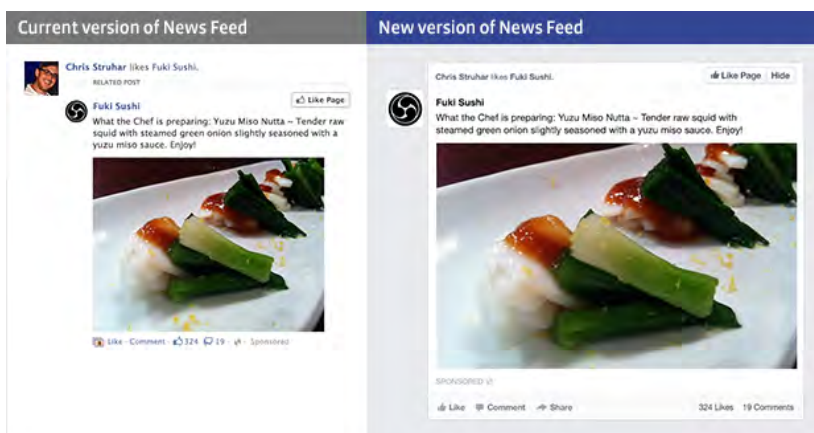 Current version of News Feed
New version of News Feed
Chris Struhar likes Fuki Sushi.
RELATED POST
Fuki Sushi
Like Page
What the Chef is preparing: Yuzu Miso Nutta – Tender raw
squid with steamed green onion slightly seasoned with a
yuzu miso sauce. Enjoy!
Like · Comment · 324 19 · Sponsored
Chris Struhar likes Fuki Sushi.
Like Page Hide
Fuki Sushi
What the Chef is preparing: Yuzu Miso Nutta – Tender raw squid with
steamed green onion slightly seasoned with a yuzu miso sauce. Enjoy!
SPONSORED
Like Comment Share 324 Likes 19 Comments